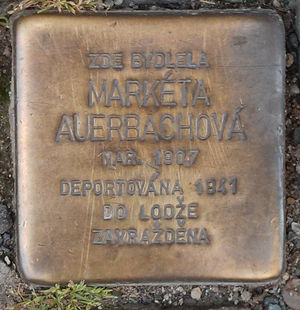 ZDE BYDLELA
MARKÉTA
AUERBACHOVÁ
NAR. 1907
DEPORTOVÁNA 1941
DO LODŽE
ZAVRAŽDĚNA